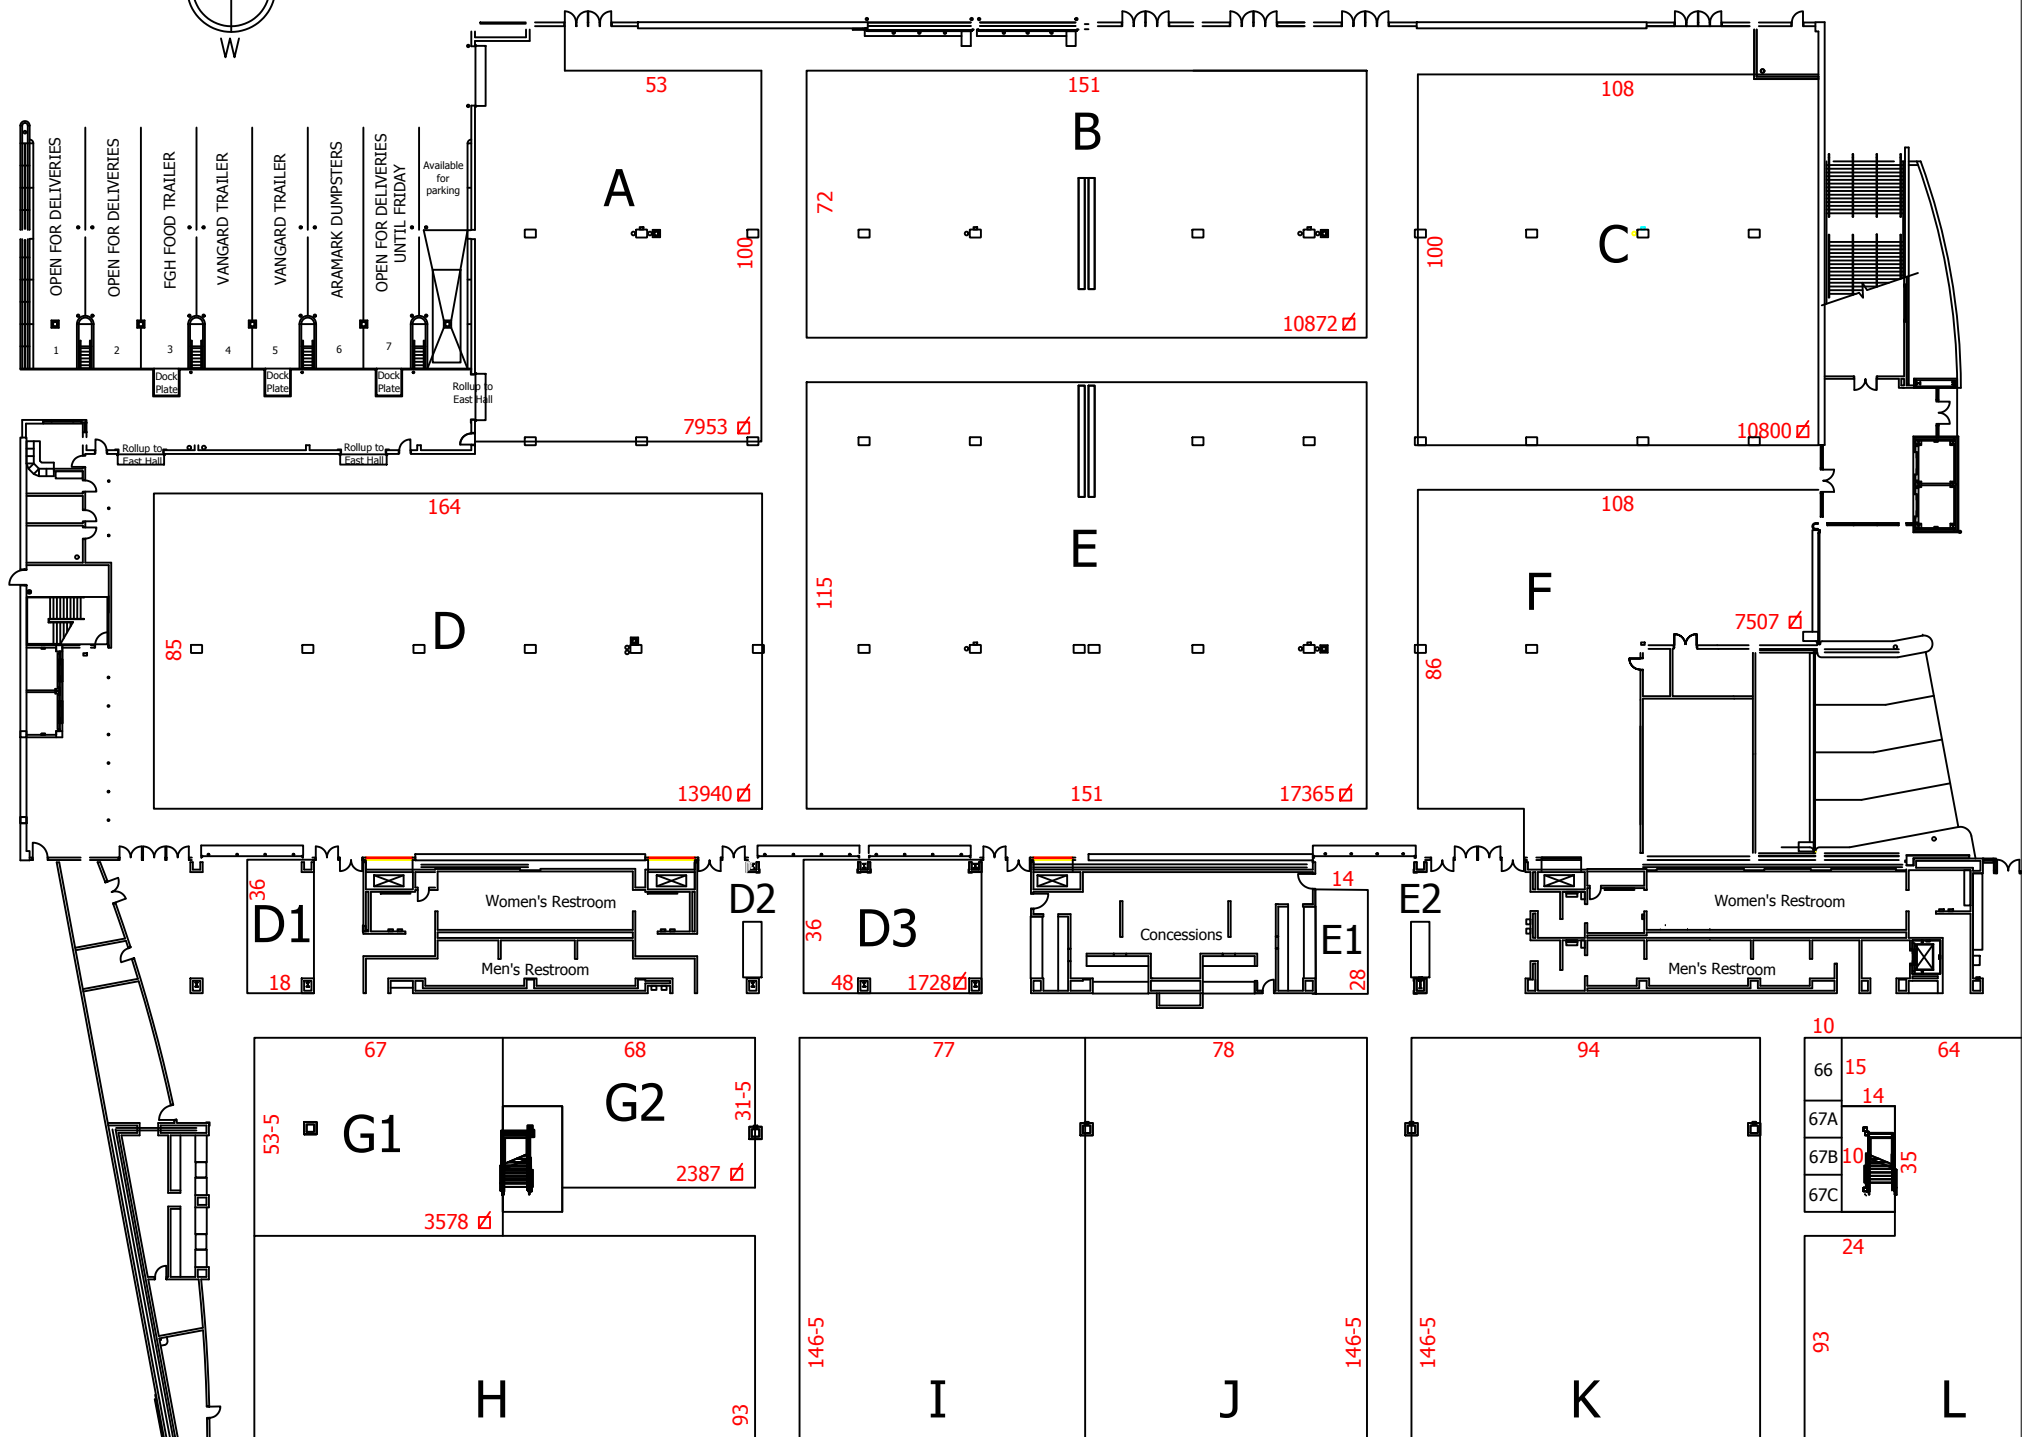 W
OPEN FOR DELIVERIES
OPEN FOR DELIVERIES
FGH FOOD TRAILER
VANGARD TRAILER
VANGARD TRAILER
ARAMARK DUMPSTERS
OPEN FOR DELIVERIES
UNTIL FRIDAY
Available
for
parking
1
2
3
4
5
6
7
Dock
Plate
Dock
Plate
Dock
Plate
Rollup to
East Hall
Rollup to
East Hall
Rollup to
East Hall
53
A
100
7953
151
B
72
10872
108
C
100
10800
164
D
85
13940
E
115
151
17365
108
F
7507
86
36
D1
18
Women's Restroom
Men's Restroom
D2
36
D3
48
1728
Concessions
14
E1
28
E2
Women's Restroom
Men's Restroom
67
53-5
G1
3578
68
G2
31-5
2387
H
93
77
146-5
I
78
146-5
J
94
146-5
K
10
64
66
15
14
67A
67B
10
35
67C
24
93
L